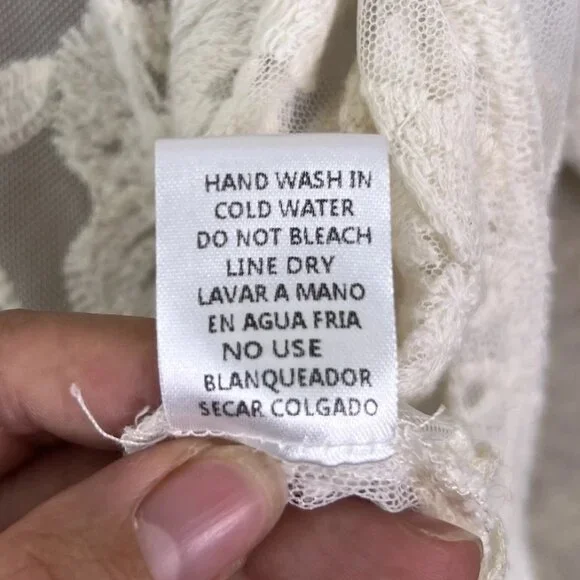 HAND WASH IN
COLD WATER
DO NOT BLEACH
LINE DRY
LAVAR A MANO
EN AGUA FRIA
NO USE
BLANQUEADOR
SECAR COLGADO